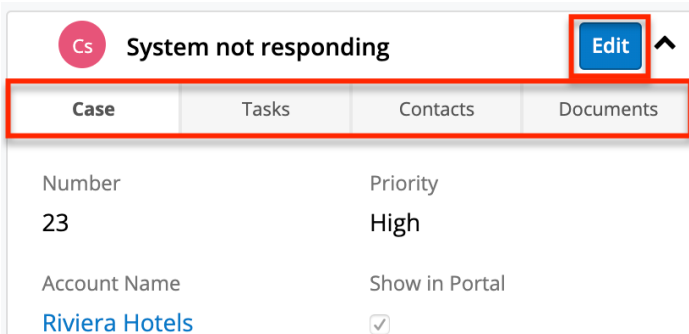 Cs System not responding Edit
Case Tasks Contacts Documents
Number Priority
23 High
Account Name Show in Portal
Riviera Hotels